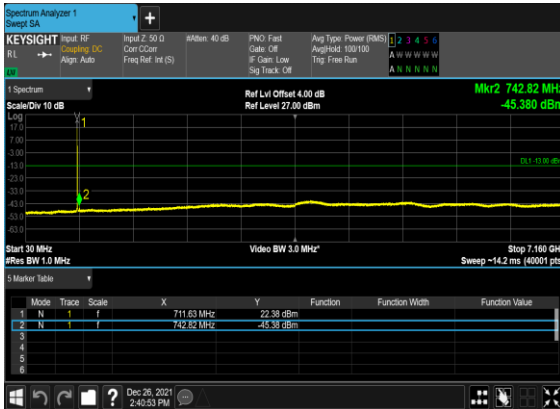 Spectrum Analyzer 1
Swept SA
+
KEYSIGHT Input: RF Input Z: 50 Ω #Atten: 40 dB PNO: Fast Avg Type: Power (RMS) 1 2 3 4 5 6
RL Coupling: DC Corr CCorr Gate: Off Avg|Hold: 100/100 A W W W W W
Align: Auto Freq Ref: Int (S) IF Gain: Low Trig: Free Run
Sig Track: Off A N N N N N
1 Spectrum
Ref Lvl Offset 4.00 dB Mkr2 742.82 MHz
Scale/Div 10 dB Ref Level 27.00 dBm -45.380 dBm
Log
17.0
7.00
-3.00
-13.0
-23.0
-33.0
-43.0
-53.0
-63.0
1
DL1 -13.00 dBm
2
Start 30 MHz Video BW 3.0 MHz* Stop 7.160 GHz
#Res BW 1.0 MHz Sweep ~14.2 ms (40001 pts)
5 Marker Table
Mode Trace Scale X Y Function Function Width Function Value
1 N 1 f 711.63 MHz 22.38 dBm
2 N 1 f 742.82 MHz -45.38 dBm
3
4
5
6
? Dec 26, 2021
2:40:53 PM